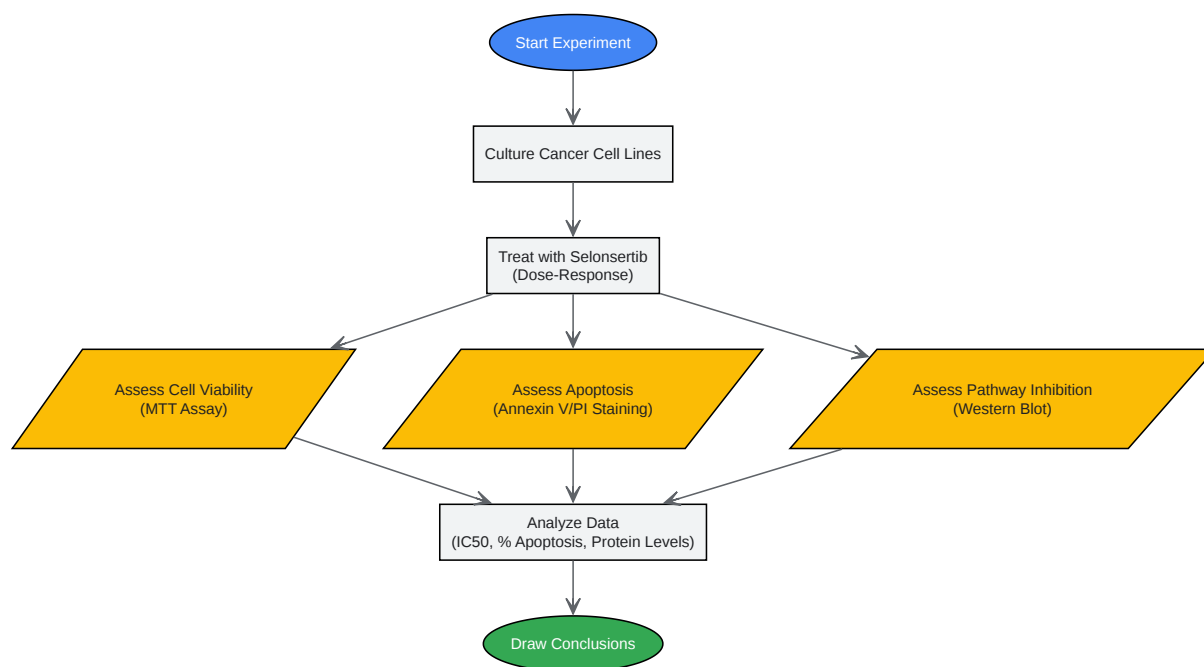 Start Experiment
Culture Cancer Cell Lines
Treat with Selonsertib
(Dose-Response)
Assess Cell Viability
(MTT Assay)
Assess Apoptosis
(Annexin V/PI Staining)
Assess Pathway Inhibition
(Western Blot)
Analyze Data
(IC50, % Apoptosis, Protein Levels)
Draw Conclusions